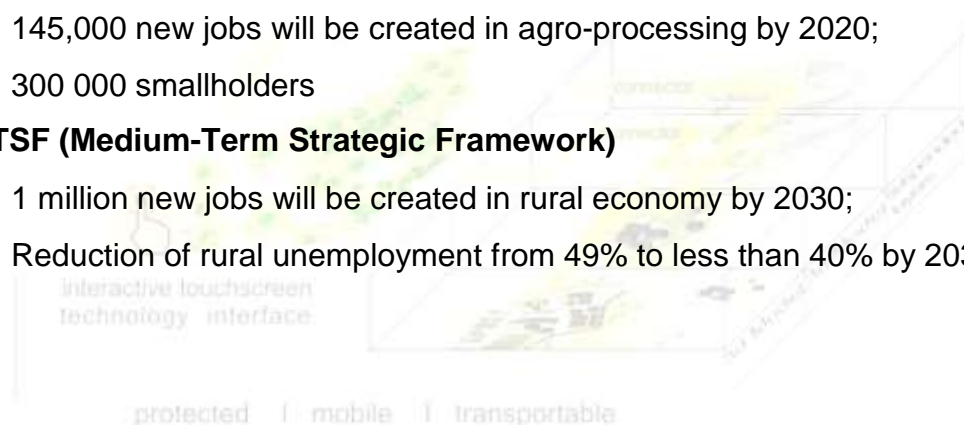 145,000 new jobs will be created in agro-processing by 2020;
300 000 smallholders
TSF (Medium-Term Strategic Framework)
1 million new jobs will be created in rural economy by 2030;
Reduction of rural unemployment from 49% to less than 40% by 203
interactive touchscreen
technology interface
protected | mobile | transportable